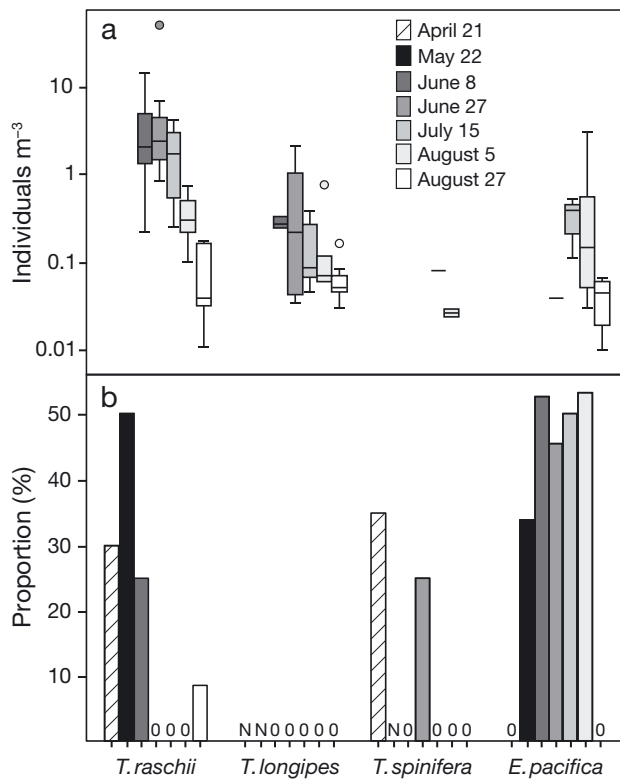 a
April 21
May 22
June 8
June 27
July 15
August 5
August 27
Individuals m⁻³
10
1
0.1
0.01
b
Proportion (%)
50
40
30
20
10
0 0 0
N N 0 0 0 0 0
N 0 0 0 0
0 0
T. raschii T. longipes T. spinifera E. pacifica